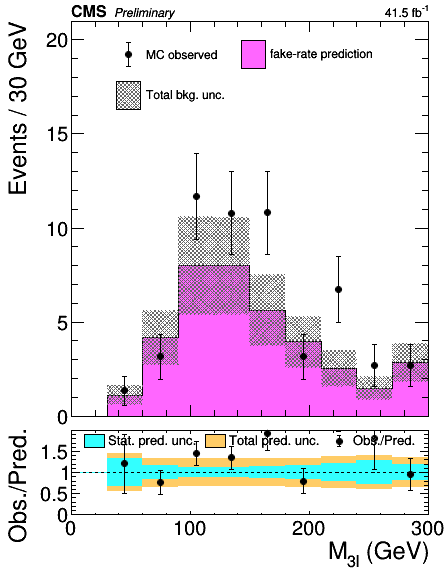 CMS Preliminary 41.5 fb⁻¹
Events / 30 GeV
20
15
10
5
0
MC observed
fake-rate prediction
Total bkg. unc.
Obs./Pred.
1.5
1
0.5
0
Stat. pred. unc.
Total pred. unc.
Obs./Pred.
0 100 200 300
M₃ₗ (GeV)